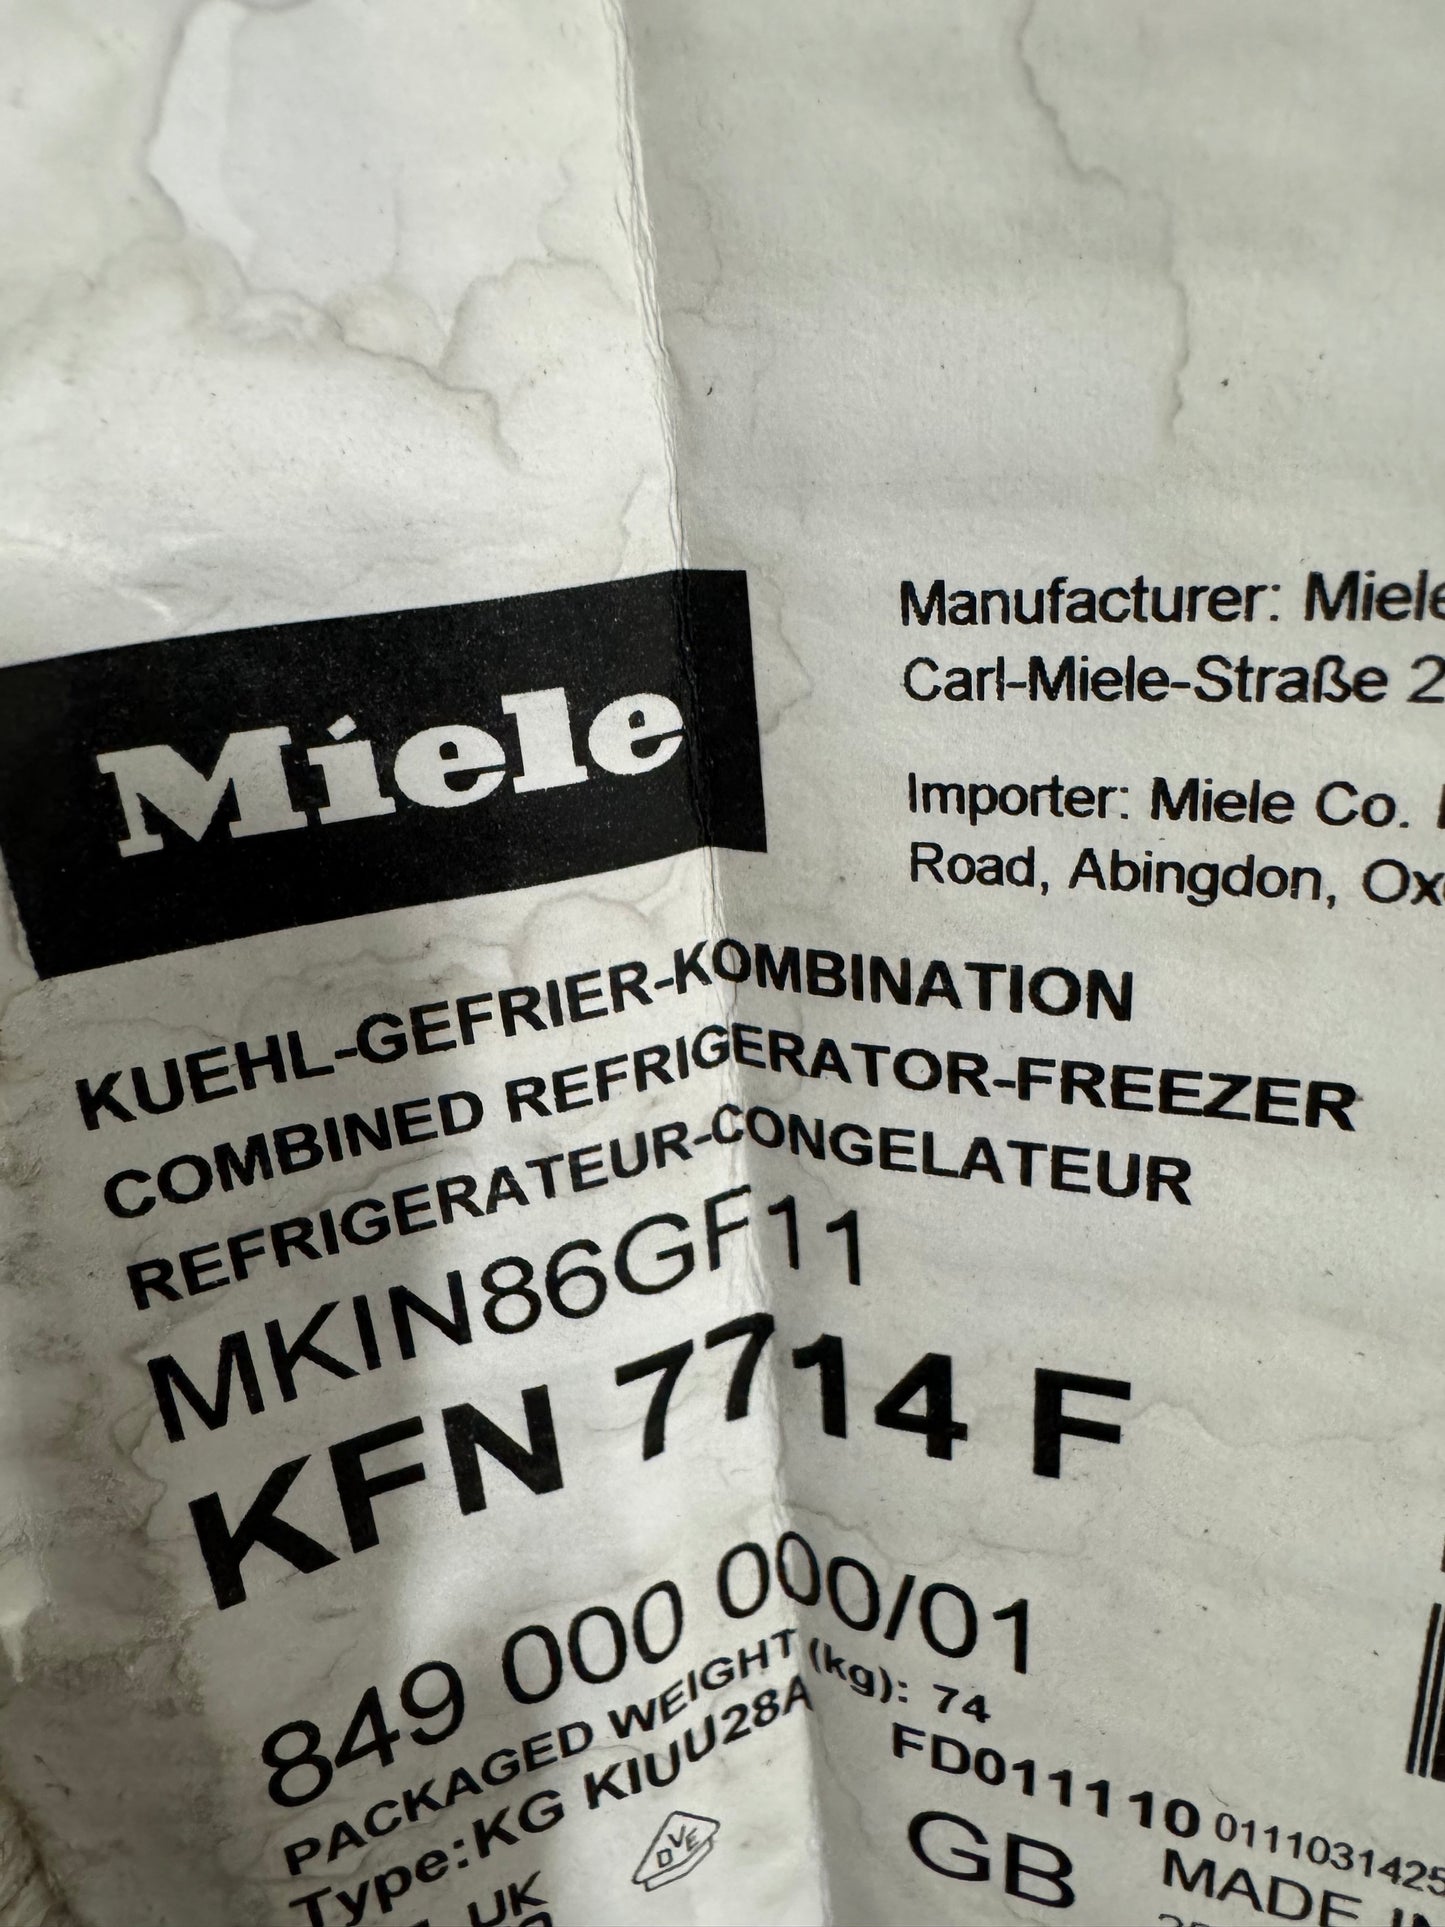 Miele
Manufacturer: Miele
Carl-Miele-Straße 2
Importer: Miele Co.
Road, Abingdon,
KUEHL-GEFRIER-KOMBINATION
COMBINED REFRIGERATOR-FREEZER
REFRIGERATEUR-CONGELATEUR
MKIN86GF11
KFN 7714 F
849 000 000/01
PACKAGED WEIGHT (kg): 74
Type:KG KIUU28A
FD011110 0111031425
DVE
GB
MADE IN
UK